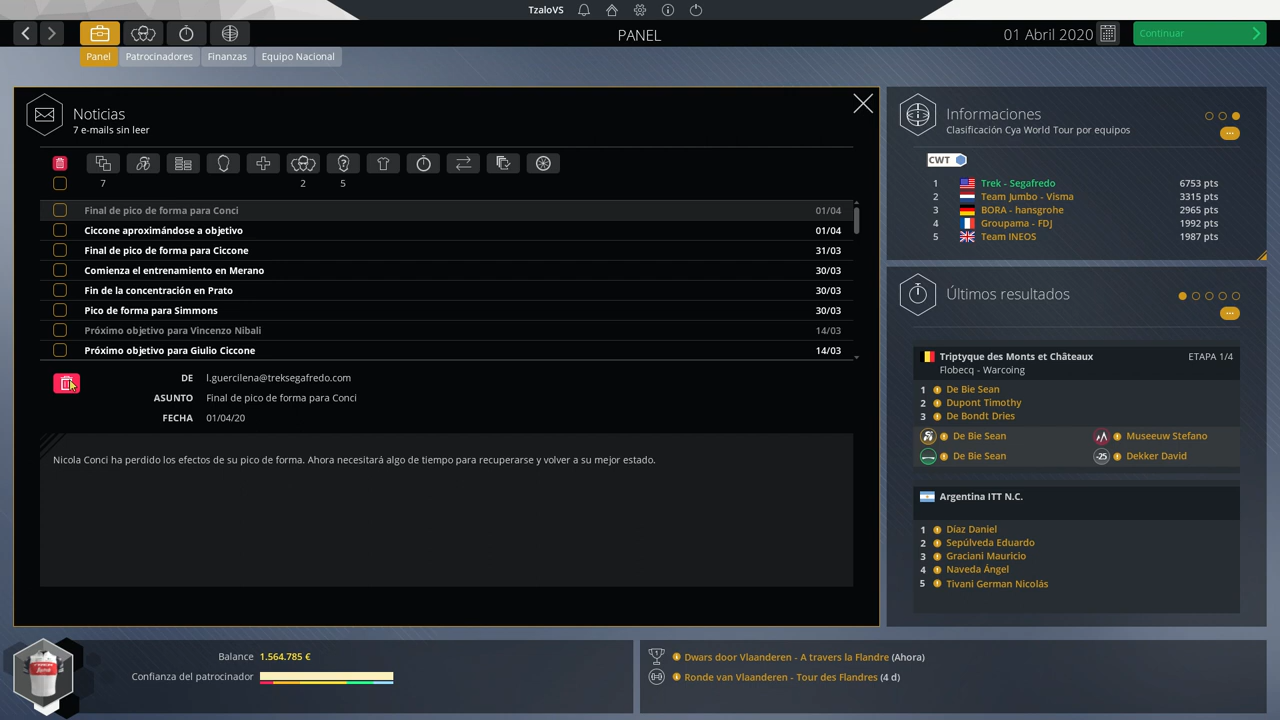 TzaloVS
PANEL
01 Abril 2020
Continuar
Panel
Patrocinadores
Finanzas
Equipo Nacional
Noticias
7 e-mails sin leer
7
2
5
Final de pico de forma para Conci 01/04
Ciccone aproximándose a objetivo 01/04
Final de pico de forma para Ciccone 31/03
Comienza el entrenamiento en Merano 30/03
Fin de la concentración en Prato 30/03
Pico de forma para Simmons 30/03
Próximo objetivo para Vincenzo Nibali 14/03
Próximo objetivo para Giulio Ciccone 14/03
DE l.guercilena@treksegafredo.com
ASUNTO Final de pico de forma para Conci
FECHA 01/04/20
Nicola Conci ha perdido los efectos de su pico de forma. Ahora necesitará algo de tiempo para recuperarse y volver a su mejor estado.
Informaciones
Clasificación Cya World Tour por equipos
CWT
1 Trek - Segafredo 6753 pts
2 Team Jumbo - Visma 3315 pts
3 BORA - hansgrohe 2965 pts
4 Groupama - FDJ 1992 pts
5 Team INEOS 1987 pts
Últimos resultados
Triptyque des Monts et Châteaux ETAPA 1/4
Flobecq - Warcoing
1 De Bie Sean
2 Dupont Timothy
3 De Bondt Dries
De Bie Sean Museeuw Stefano
De Bie Sean -25 Dekker David
Argentina ITT N.C.
1 Díaz Daniel
2 Sepúlveda Eduardo
3 Graciani Mauricio
4 Naveda Ángel
5 Tivani German Nicolás
Balance 1.564.785 €
Confianza del patrocinador
Dwars door Vlaanderen - A travers la Flandre (Ahora)
Ronde van Vlaanderen - Tour des Flandres (4 d)